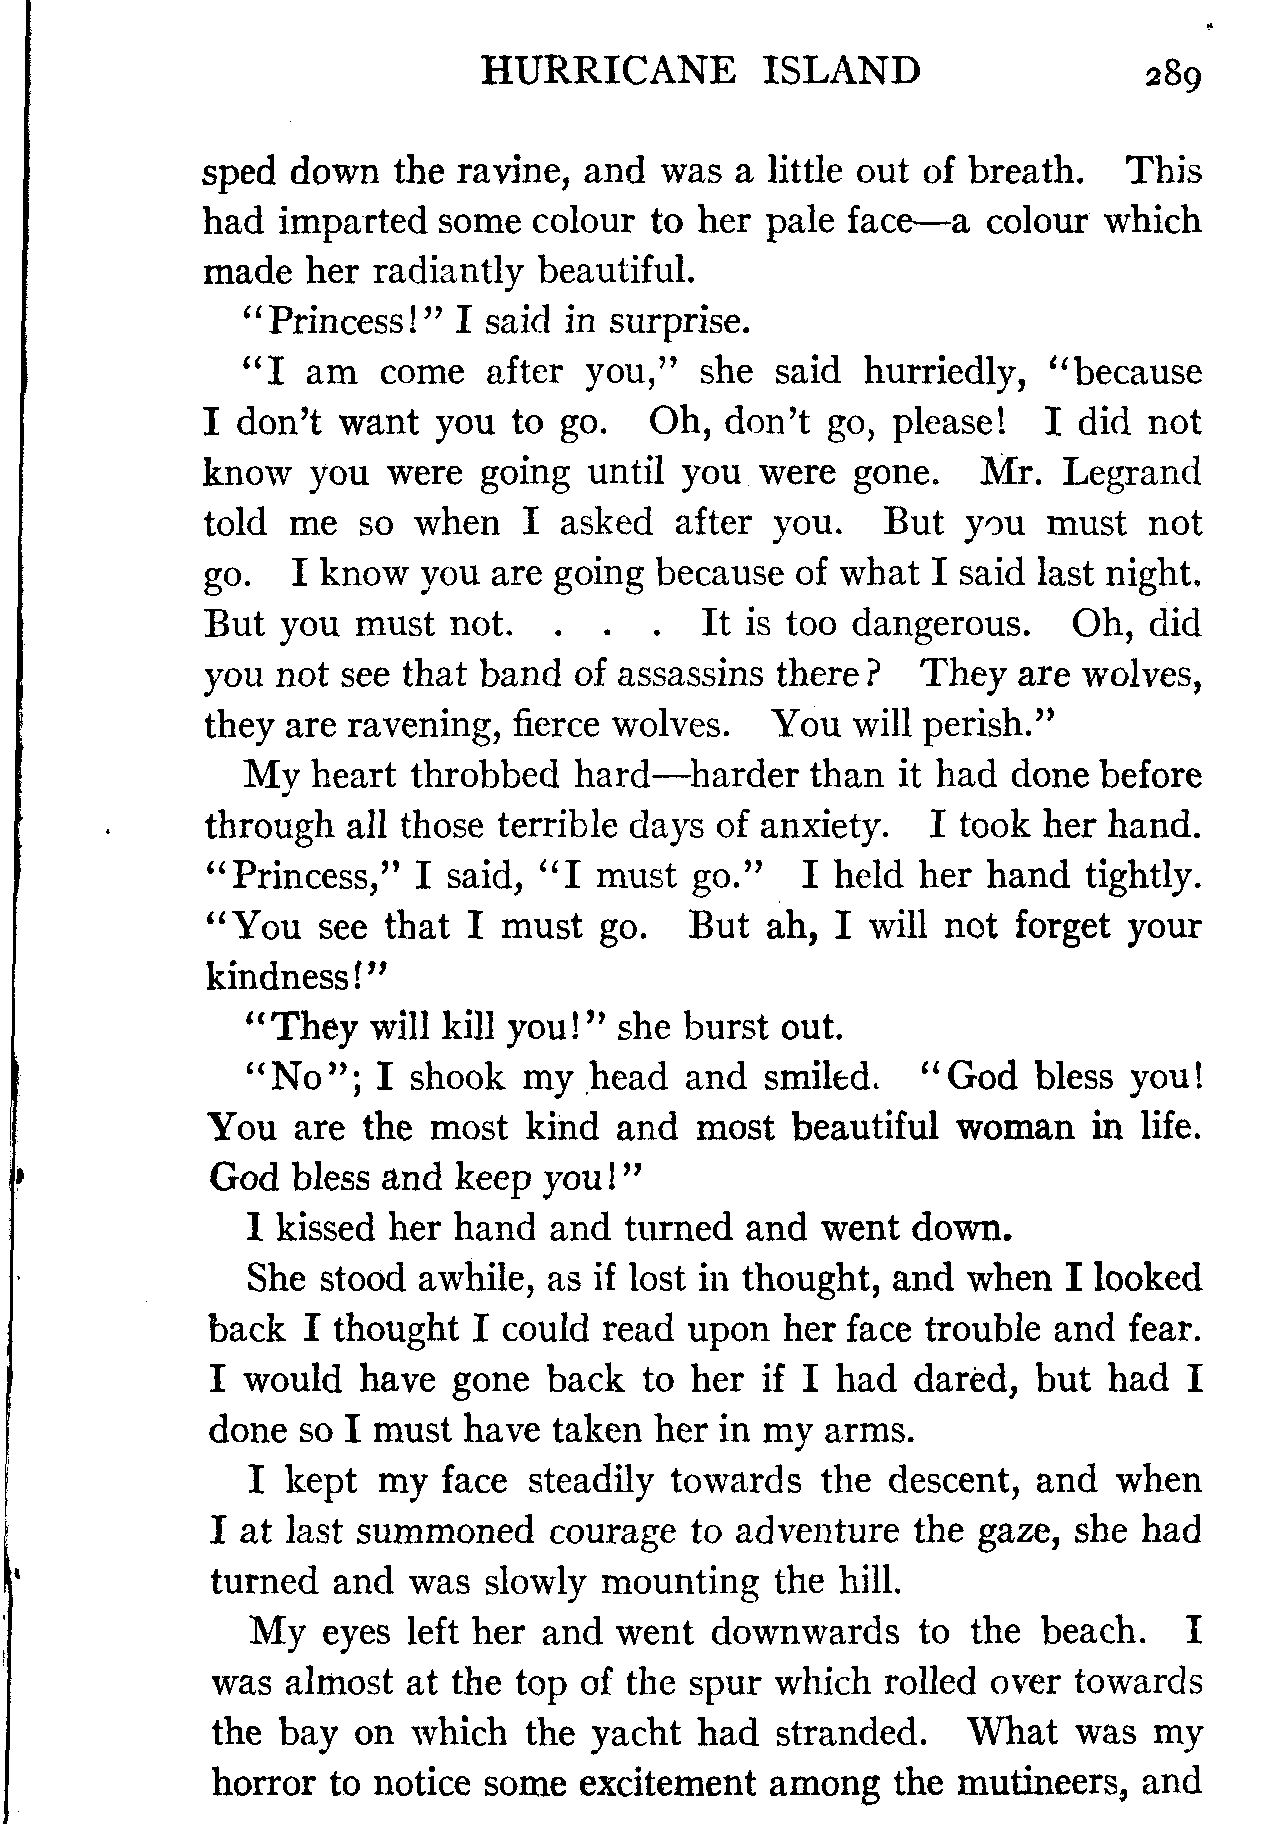 HURRICANE ISLAND 289
sped down the ravine, and was a little out of breath. This
had imparted some colour to her pale face—a colour which
made her radiantly beautiful.
"Princess!" I said in surprise.
"I am come after you," she said hurriedly, "because
I don't want you to go. Oh, don't go, please! I did not
know you were going until you were gone. Mr. Legrand
told me so when I asked after you. But you must not
go. I know you are going because of what I said last night.
But you must not. . . . It is too dangerous. Oh, did
you not see that band of assassins there? They are wolves,
they are ravening, fierce wolves. You will perish."
My heart throbbed hard—harder than it had done before
through all those terrible days of anxiety. I took her hand.
"Princess," I said, "I must go." I held her hand tightly.
"You see that I must go. But ah, I will not forget your
kindness!"
"They will kill you!" she burst out.
"No"; I shook my head and smiled. "God bless you!
You are the most kind and most beautiful woman in life.
God bless and keep you!"
I kissed her hand and turned and went down.
She stood awhile, as if lost in thought, and when I looked
back I thought I could read upon her face trouble and fear.
I would have gone back to her if I had dared, but had I
done so I must have taken her in my arms.
I kept my face steadily towards the descent, and when
I at last summoned courage to adventure the gaze, she had
turned and was slowly mounting the hill.
My eyes left her and went downwards to the beach. I
was almost at the top of the spur which rolled over towards
the bay on which the yacht had stranded. What was my
horror to notice some excitement among the mutineers, and